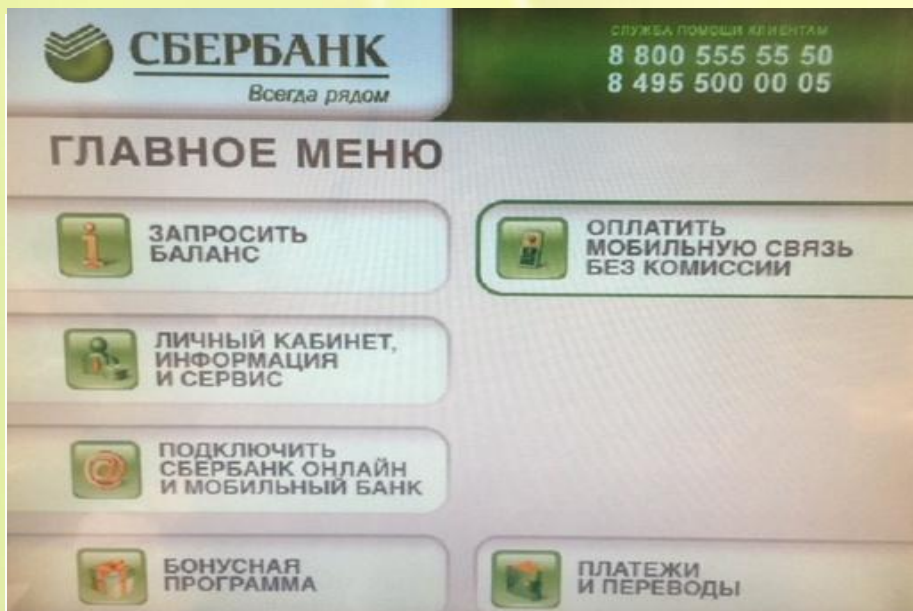 СБЕРБАНК
Всегда рядом
СЛУЖБА ПОМОЩИ КЛИЕНТАМ
8 800 555 55 50
8 495 500 00 05
ГЛАВНОЕ МЕНЮ
ЗАПРОСИТЬ
БАЛАНС
ОПЛАТИТЬ
МОБИЛЬНУЮ СВЯЗЬ
БЕЗ КОМИССИИ
ЛИЧНЫЙ КАБИНЕТ,
ИНФОРМАЦИЯ
И СЕРВИС
ПОДКЛЮЧИТЬ
СБЕРБАНК ОНЛАЙН
И МОБИЛЬНЫЙ БАНК
БОНУСНАЯ
ПРОГРАММА
ПЛАТЕЖИ
И ПЕРЕВОДЫ